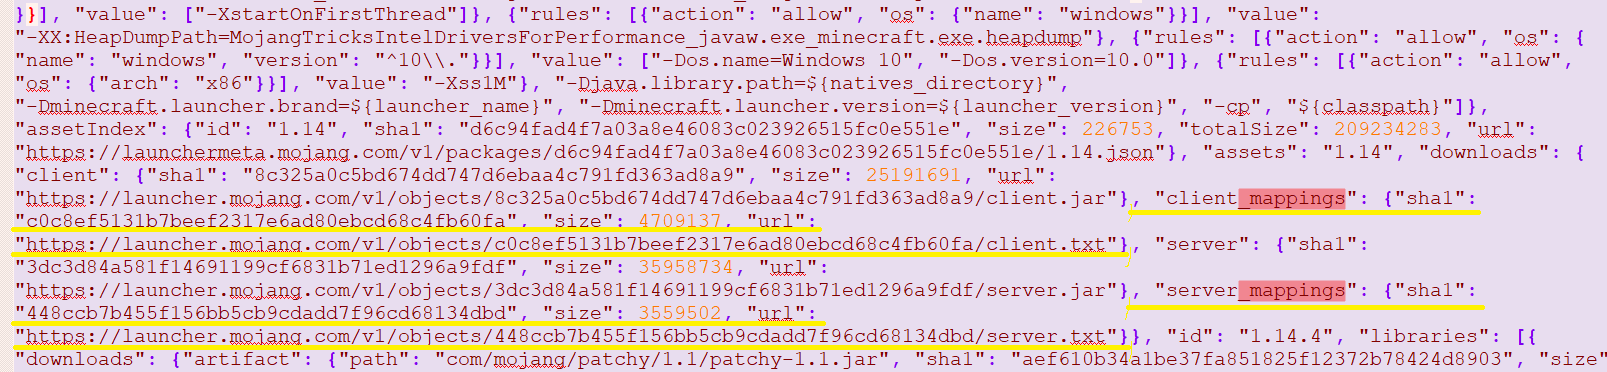 }}], "value": ["-XstartOnFirstThread"]}, {"rules": [{"action": "allow", "os": {"name": "windows"}}], "value":
"-XX:HeapDumpPath=MojangTricksIntelDriversForPerformance_javaw.exe_minecraft.exe.heapdump"}, {"rules": [{"action": "allow", "os": {
"name": "windows", "version": "^10\\."}}], "value": ["-Dos.name=Windows 10", "-Dos.version=10.0"]}, {"rules": [{"action": "allow",
"os": {"arch": "x86"}}], "value": "-Xss1M"}, "-Djava.library.path=${natives_directory}",
"-Dminecraft.launcher.brand=${launcher_name}", "-Dminecraft.launcher.version=${launcher_version}", "-cp", "${classpath}"]},
"assetIndex": {"id": "1.14", "sha1": "d6c94fad4f7a03a8e46083c023926515fc0e551e", "size": 226753, "totalSize": 209234283, "url":
"https://launchermeta.mojang.com/v1/packages/d6c94fad4f7a03a8e46083c023926515fc0e551e/1.14.json"}, "assets": "1.14", "downloads": {
"client": {"sha1": "8c325a0c5bd674dd747d6ebaa4c791fd363ad8a9", "size": 25191691, "url":
"https://launcher.mojang.com/v1/objects/8c325a0c5bd674dd747d6ebaa4c791fd363ad8a9/client.jar"}, "client_mappings": {"sha1":
"c0c8ef5131b7beef2317e6ad80ebcd68c4fb60fa", "size": 4709137, "url":
"https://launcher.mojang.com/v1/objects/c0c8ef5131b7beef2317e6ad80ebcd68c4fb60fa/client.txt"}, "server": {"sha1":
"3dc3d84a581f14691199cf6831b71ed1296a9fdf", "size": 35958734, "url":
"https://launcher.mojang.com/v1/objects/3dc3d84a581f14691199cf6831b71ed1296a9fdf/server.jar"}, "server_mappings": {"sha1":
"448ccb7b455f156bb5cb9cdadd7f96cd68134dbd", "size": 3559502, "url":
"https://launcher.mojang.com/v1/objects/448ccb7b455f156bb5cb9cdadd7f96cd68134dbd/server.txt"}}, "id": "1.14.4", "libraries": [{
"downloads": {"artifact": {"path": "com/mojang/patchy/1.1/patchy-1.1.jar", "sha1": "aef610b34a1be37fa851825f12372b78424d8903", "size"